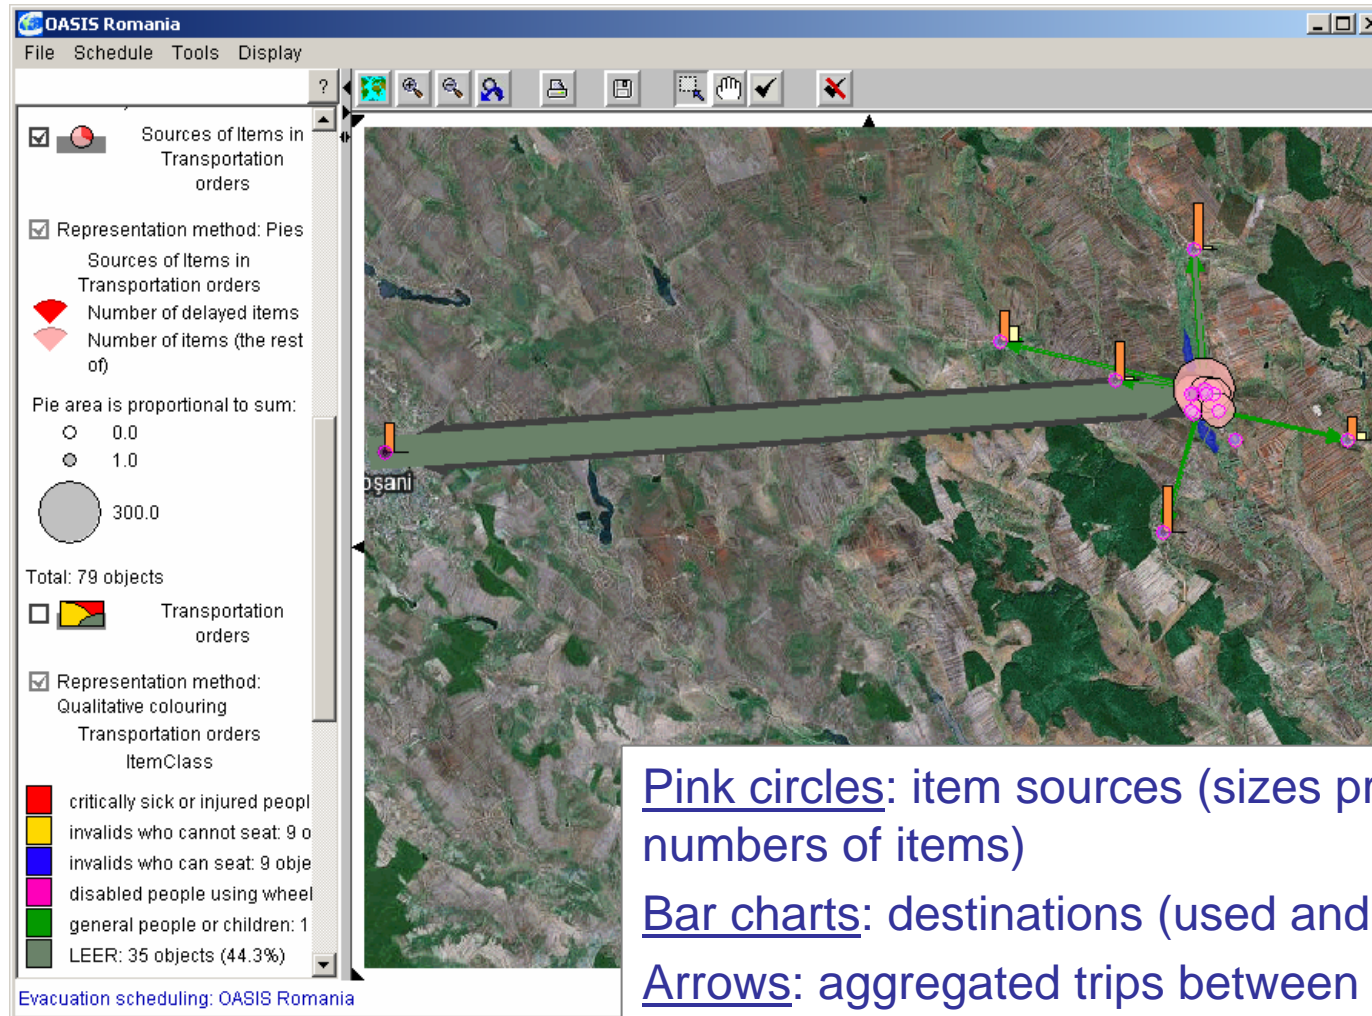 OASIS Romania
File Schedule Tools Display
?
Sources of Items in
Transportation
orders
Representation method: Pies
Sources of Items in
Transportation orders
Number of delayed items
Number of items (the rest
of)
Pie area is proportional to sum:
0.0
1.0
300.0
Total: 79 objects
Transportation
orders
Representation method:
Qualitative colouring
Transportation orders
ItemClass
critically sick or injured peopl
invalids who cannot seat: 9 o
invalids who can seat: 9 obje
disabled people using wheel
general people or children: 1
LEER: 35 objects (44.3%)
Evacuation scheduling: OASIS Romania
oşani
Pink circles: item sources (sizes pr
numbers of items)
Bar charts: destinations (used and
Arrows: aggregated trips between